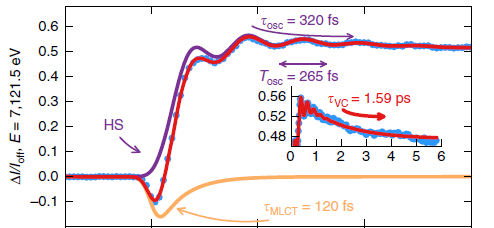 τosc = 320 fs
Tosc = 265 fs
τVC = 1.59 ps
HS
τMLCT = 120 fs
ΔI/Ioff, E = 7,121.5 eV
0.6
0.5
0.4
0.3
0.2
0.1
0.0
−0.1
0.56
0.52
0.48
0 1 2 3 4 5 6